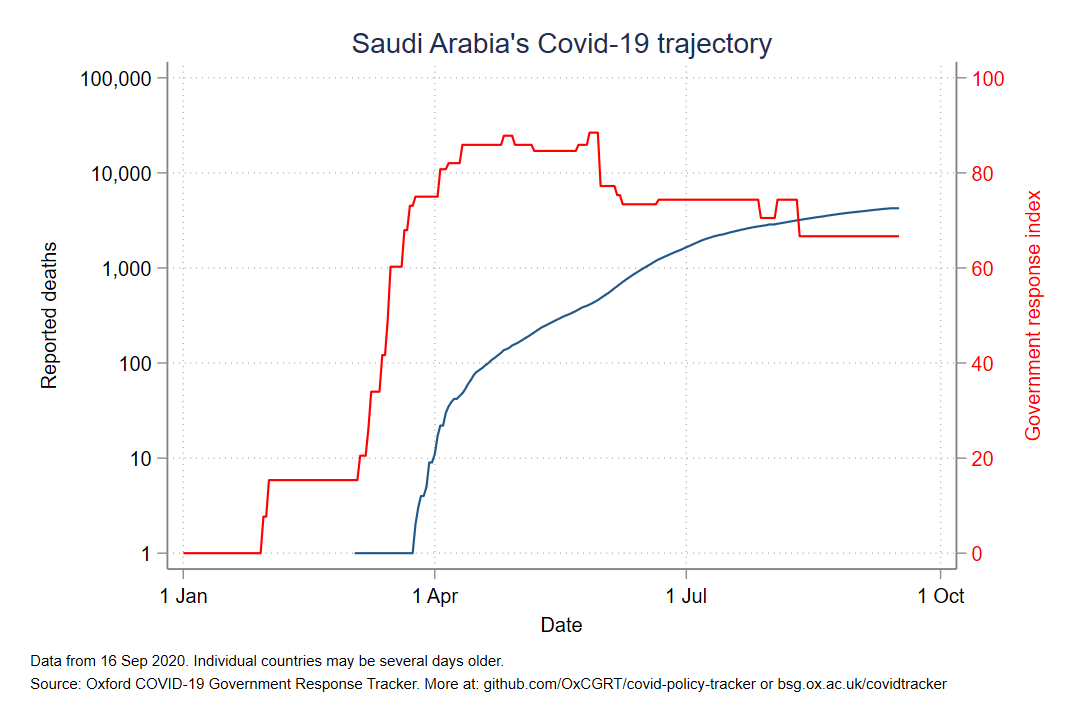 Saudi Arabia's Covid-19 trajectory
100,000
10,000
1,000
100
10
1
Reported deaths
100
80
60
40
20
0
Government response index
1 Jan
1 Apr
1 Jul
1 Oct
Date
Data from 16 Sep 2020. Individual countries may be several days older.
Source: Oxford COVID-19 Government Response Tracker. More at: github.com/OxCGRT/covid-policy-tracker or bsg.ox.ac.uk/covidtracker